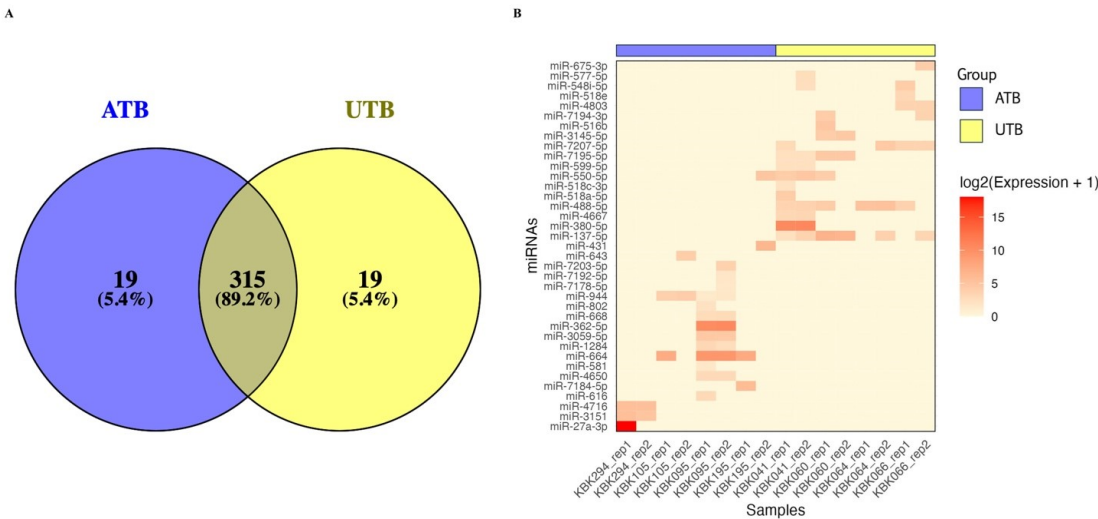 A
B
ATB
UTB
19
(5.4%)
315
(89.2%)
19
(5.4%)
miRNAs
miR-675-3p
miR-577-5p
miR-548i-5p
miR-518e
miR-4803
miR-7194-3p
miR-516b
miR-3145-5p
miR-7207-5p
miR-7195-5p
miR-599-5p
miR-550-5p
miR-518c-3p
miR-518a-5p
miR-488-5p
miR-4667
miR-380-5p
miR-137-5p
miR-431
miR-643
miR-7203-5p
miR-7192-5p
miR-7178-5p
miR-944
miR-802
miR-668
miR-362-5p
miR-3059-5p
miR-1284
miR-664
miR-581
miR-4650
miR-7184-5p
miR-616
miR-4716
miR-3151
miR-27a-3p
KBK294_rep1
KBK294_rep2
KBK105_rep1
KBK105_rep2
KBK095_rep1
KBK095_rep2
KBK195_rep1
KBK195_rep2
KBK041_rep1
KBK041_rep2
KBK060_rep1
KBK060_rep2
KBK064_rep1
KBK064_rep2
KBK066_rep1
KBK066_rep2
Samples
Group
ATB
UTB
log2(Expression + 1)
15
10
5
0